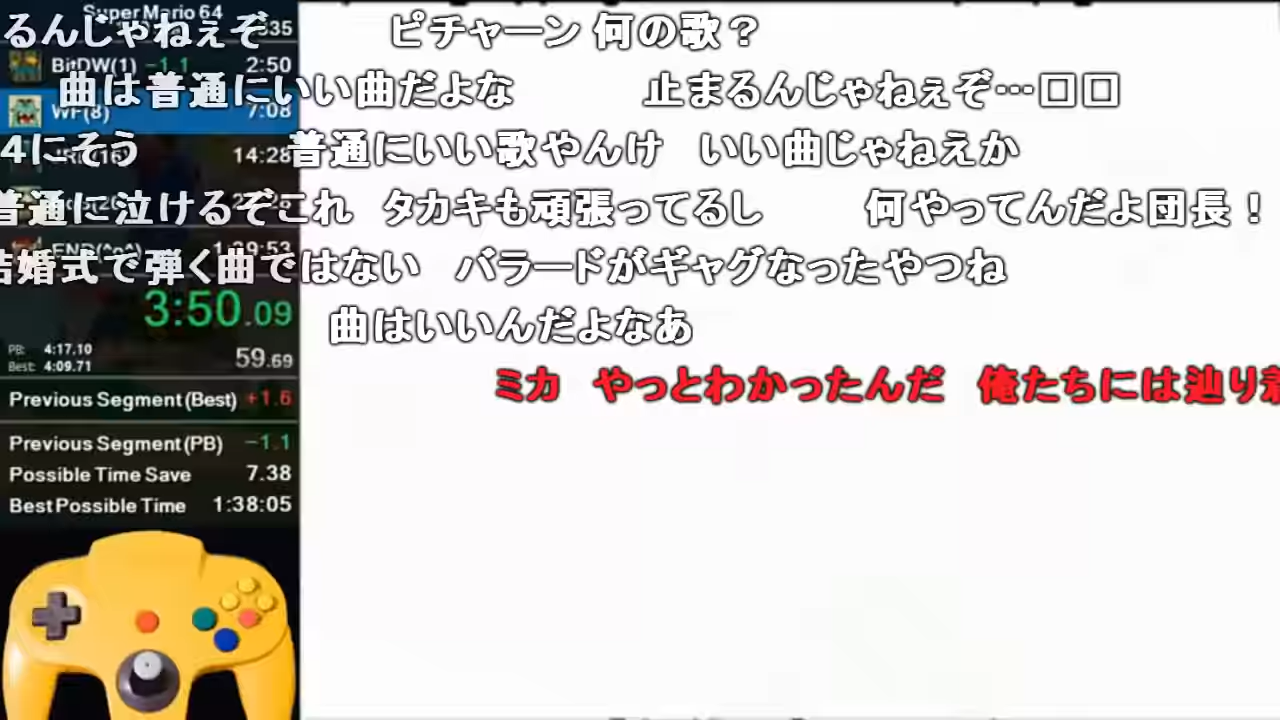 Super Mario 64
るんじゃねぇぞ
335
ピチャーン 何の歌？
BitDW(1) −1.1 2:50
曲は普通にいい曲だよな
止まるんじゃねぇぞ…□□
WF(8) 7:08
4にそう
14:28
普通にいい歌やんけ
いい曲じゃねえか
普通に泣けるぞこれ
タカキも頑張ってるし
何やってんだよ団長！
END(^o^) 1:39:53
結婚式で弾く曲ではない
バラードがギャグなったやつね
3:50.09
曲はいいんだよなあ
PB: 4:17.10
Best: 4:09.71
59.69
ミカ　やっとわかったんだ　俺たちには辿り着
Previous Segment (Best) +1.6
Previous Segment (PB) −1.1
Possible Time Save 7.38
Best Possible Time 1:38:05